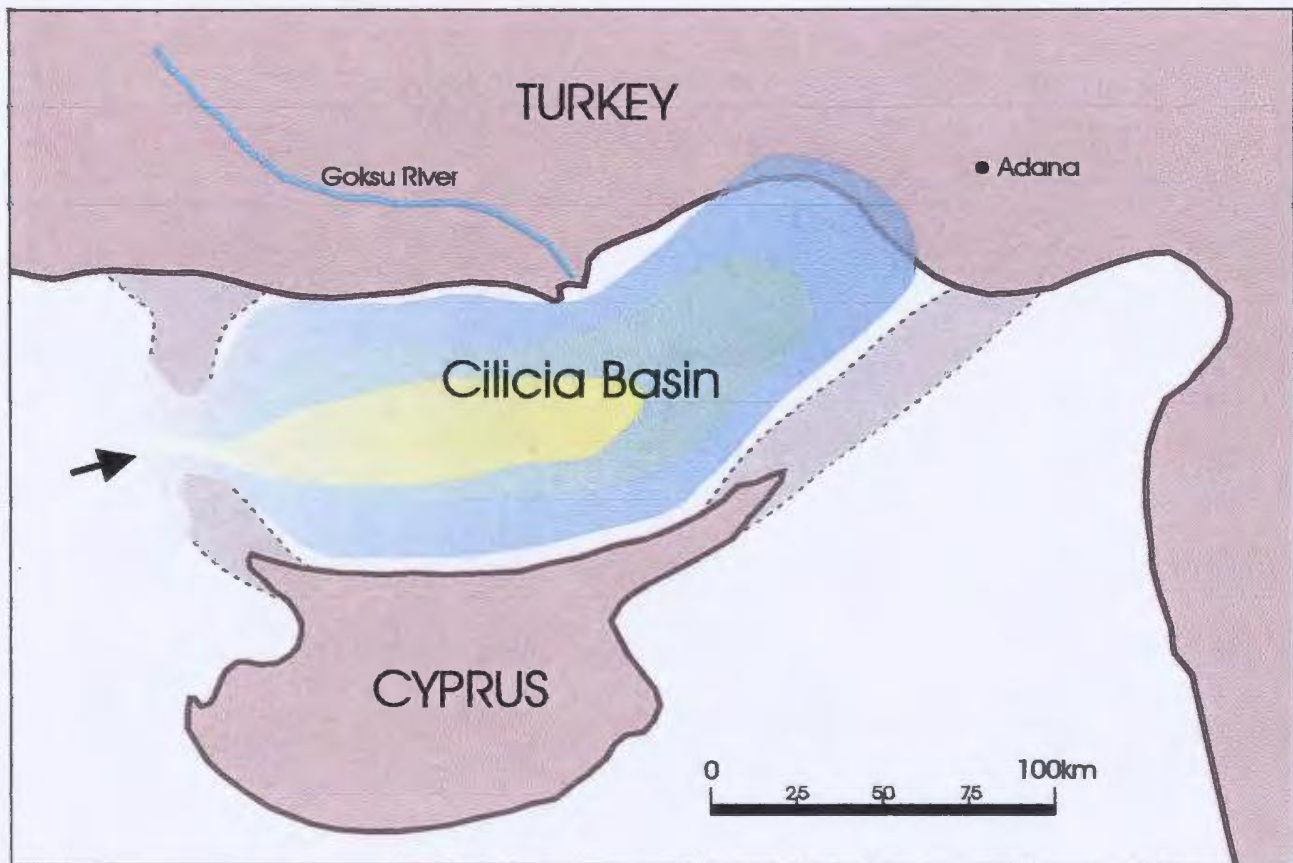 TURKEY
Goksu River
Adana
Cilicia Basin
CYPRUS
0 100km
25 50 75